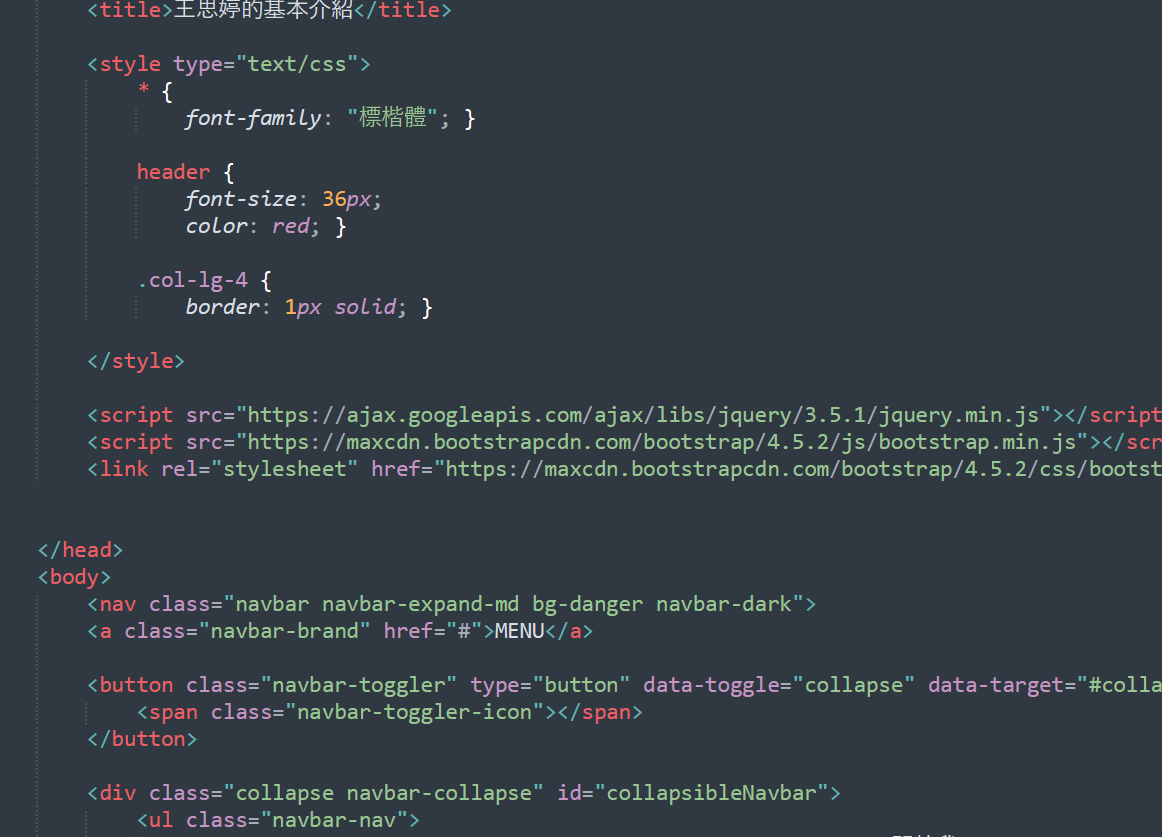 <title>王思婷的基本介紹</title>
<style type="text/css">
* {
font-family: "標楷體"; }
header {
font-size: 36px;
color: red; }
.col-lg-4 {
border: 1px solid; }
</style>
<script src="https://ajax.googleapis.com/ajax/libs/jquery/3.5.1/jquery.min.js"></script
<script src="https://maxcdn.bootstrapcdn.com/bootstrap/4.5.2/js/bootstrap.min.js"></scr
<link rel="stylesheet" href="https://maxcdn.bootstrapcdn.com/bootstrap/4.5.2/css/bootst
</head>
<body>
<nav class="navbar navbar-expand-md bg-danger navbar-dark">
<a class="navbar-brand" href="#">MENU</a>
<button class="navbar-toggler" type="button" data-toggle="collapse" data-target="#colla
<span class="navbar-toggler-icon"></span>
</button>
<div class="collapse navbar-collapse" id="collapsibleNavbar">
<ul class="navbar-nav">